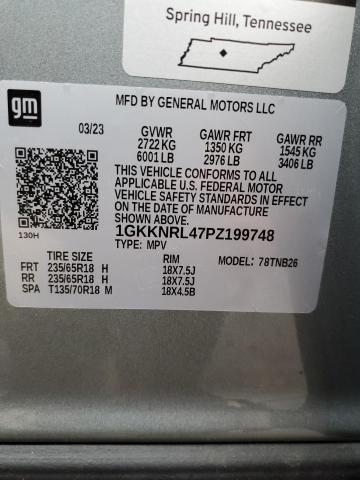 Spring Hill, Tennessee
gm
MFD BY GENERAL MOTORS LLC
03/23 GVWR GAWR FRT GAWR RR
2722 KG 1350 KG 1545 KG
6001 LB 2976 LB 3406 LB
THIS VEHICLE CONFORMS TO ALL
APPLICABLE U.S. FEDERAL MOTOR
VEHICLE SAFETY STANDARDS IN EFFECT
ON THE DATE OF MANUFACTURE
SHOWN ABOVE.
1GKKNRL47PZ199748
130H
TYPE: MPV MODEL: 78TNB26
TIRE SIZE RIM
FRT 235/65R18 H 18X7.5J
RR 235/65R18 H 18X7.5J
SPA T135/70R18 M 18X4.5B